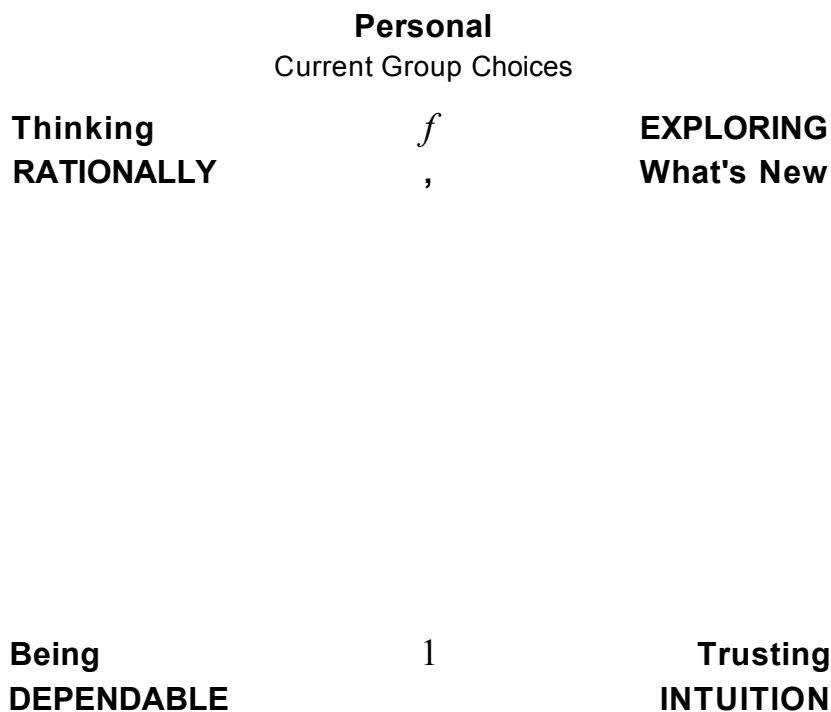 Personal
Current Group Choices
Thinking f EXPLORING
RATIONALLY , What's New
Being 1 Trusting
DEPENDABLE INTUITION